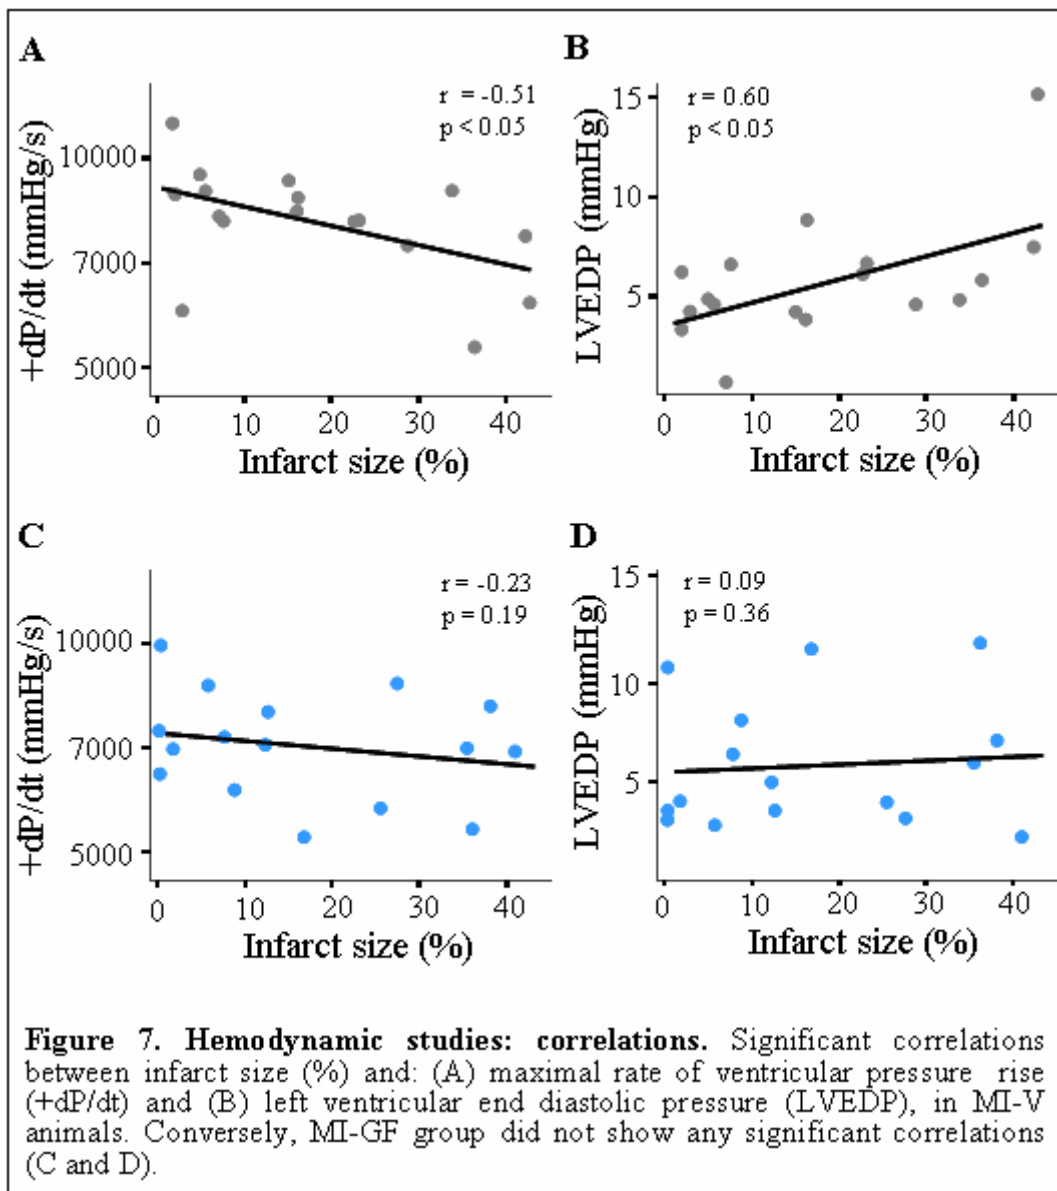 A
r = -0.51
p < 0.05
+dP/dt (mmHg/s)
10000
7000
5000
0 10 20 30 40
Infarct size (%)
B
r = 0.60
p < 0.05
LVEDP (mmHg)
15
10
5
0 10 20 30 40
Infarct size (%)
C
r = -0.23
p = 0.19
+dP/dt (mmHg/s)
10000
7000
5000
0 10 20 30 40
Infarct size (%)
D
r = 0.09
p = 0.36
LVEDP (mmHg)
15
10
5
0 10 20 30 40
Infarct size (%)
Figure 7. Hemodynamic studies: correlations. Significant correlations
between infarct size (%) and: (A) maximal rate of ventricular pressure rise
(+dP/dt) and (B) left ventricular end diastolic pressure (LVEDP), in MI-V
animals. Conversely, MI-GF group did not show any significant correlations
(C and D).